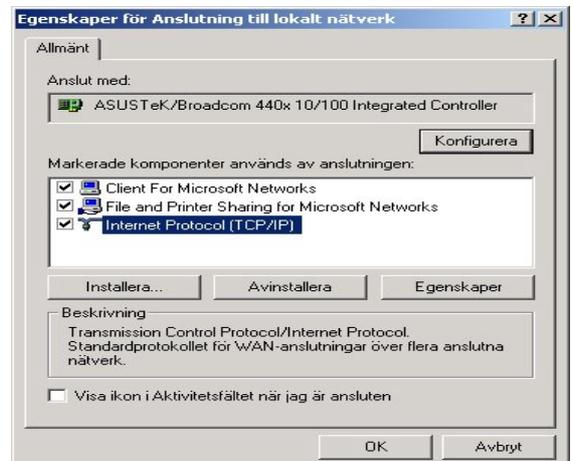 Egenskaper för Anslutning till lokalt nätverk
Allmänt
Anslut med:
ASUSTeK/Broadcom 440x 10/100 Integrated Controller
Konfigurera
Markerade komponenter används av anslutningen:
Client For Microsoft Networks
File and Printer Sharing for Microsoft Networks
Internet Protocol (TCP/IP)
Installera... Avinstallera Egenskaper
Beskrivning
Transmission Control Protocol/Internet Protocol.
Standardprotokollet för WAN-anslutningar över flera anslutna
nätverk.
Visa ikon i Aktivitetsfältet när jag är ansluten
OK Avbryt